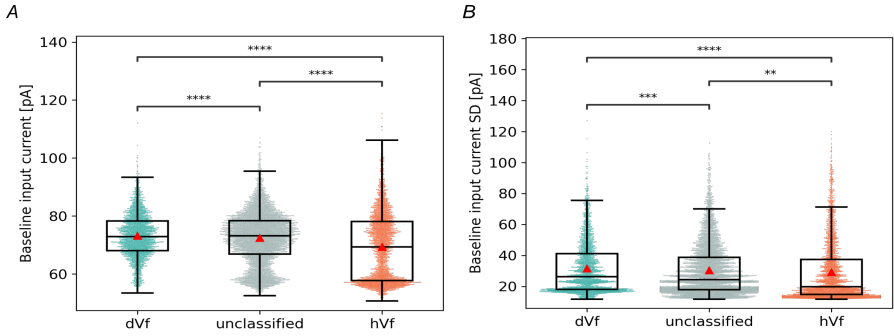 A
B
Baseline input current [pA]
140
120
100
80
60
****
****
****
dVf
unclassified
hVf
Baseline input current SD [pA]
180
160
140
120
100
80
60
40
20
****
**
***
dVf
unclassified
hVf